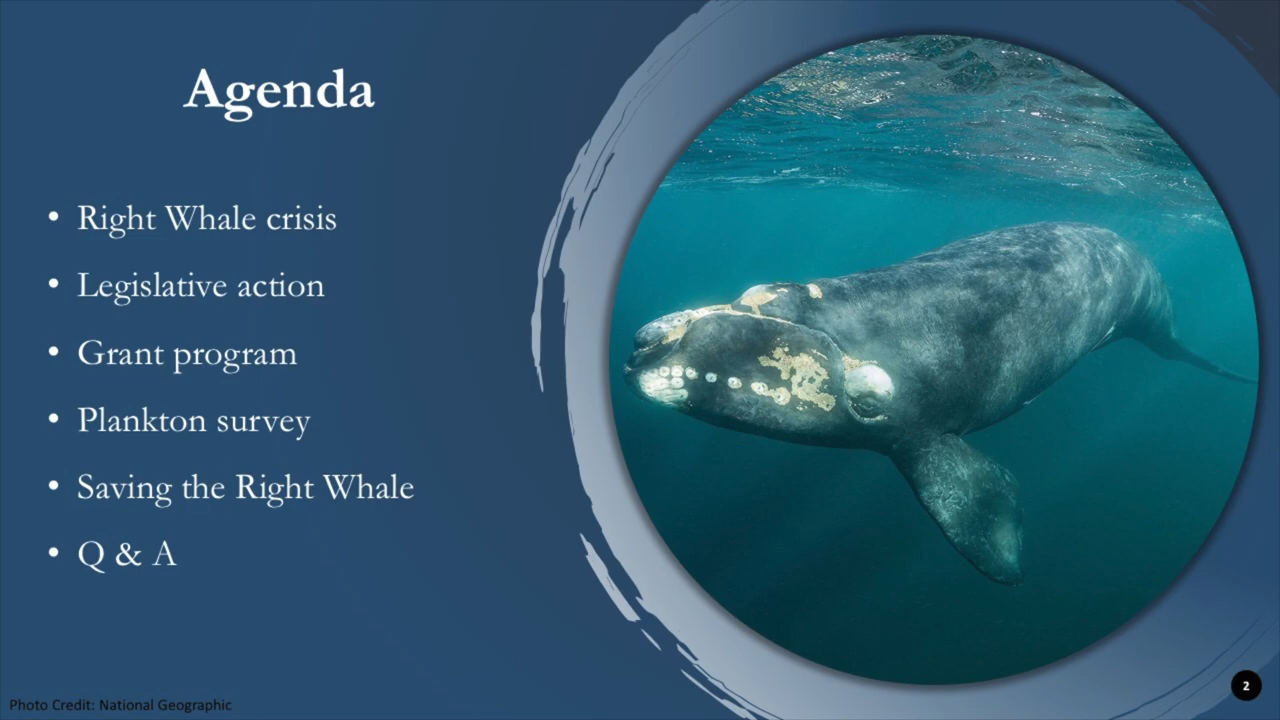 Agenda
• Right Whale crisis
• Legislative action
• Grant program
• Plankton survey
• Saving the Right Whale
• Q & A
Photo Credit: National Geographic
2